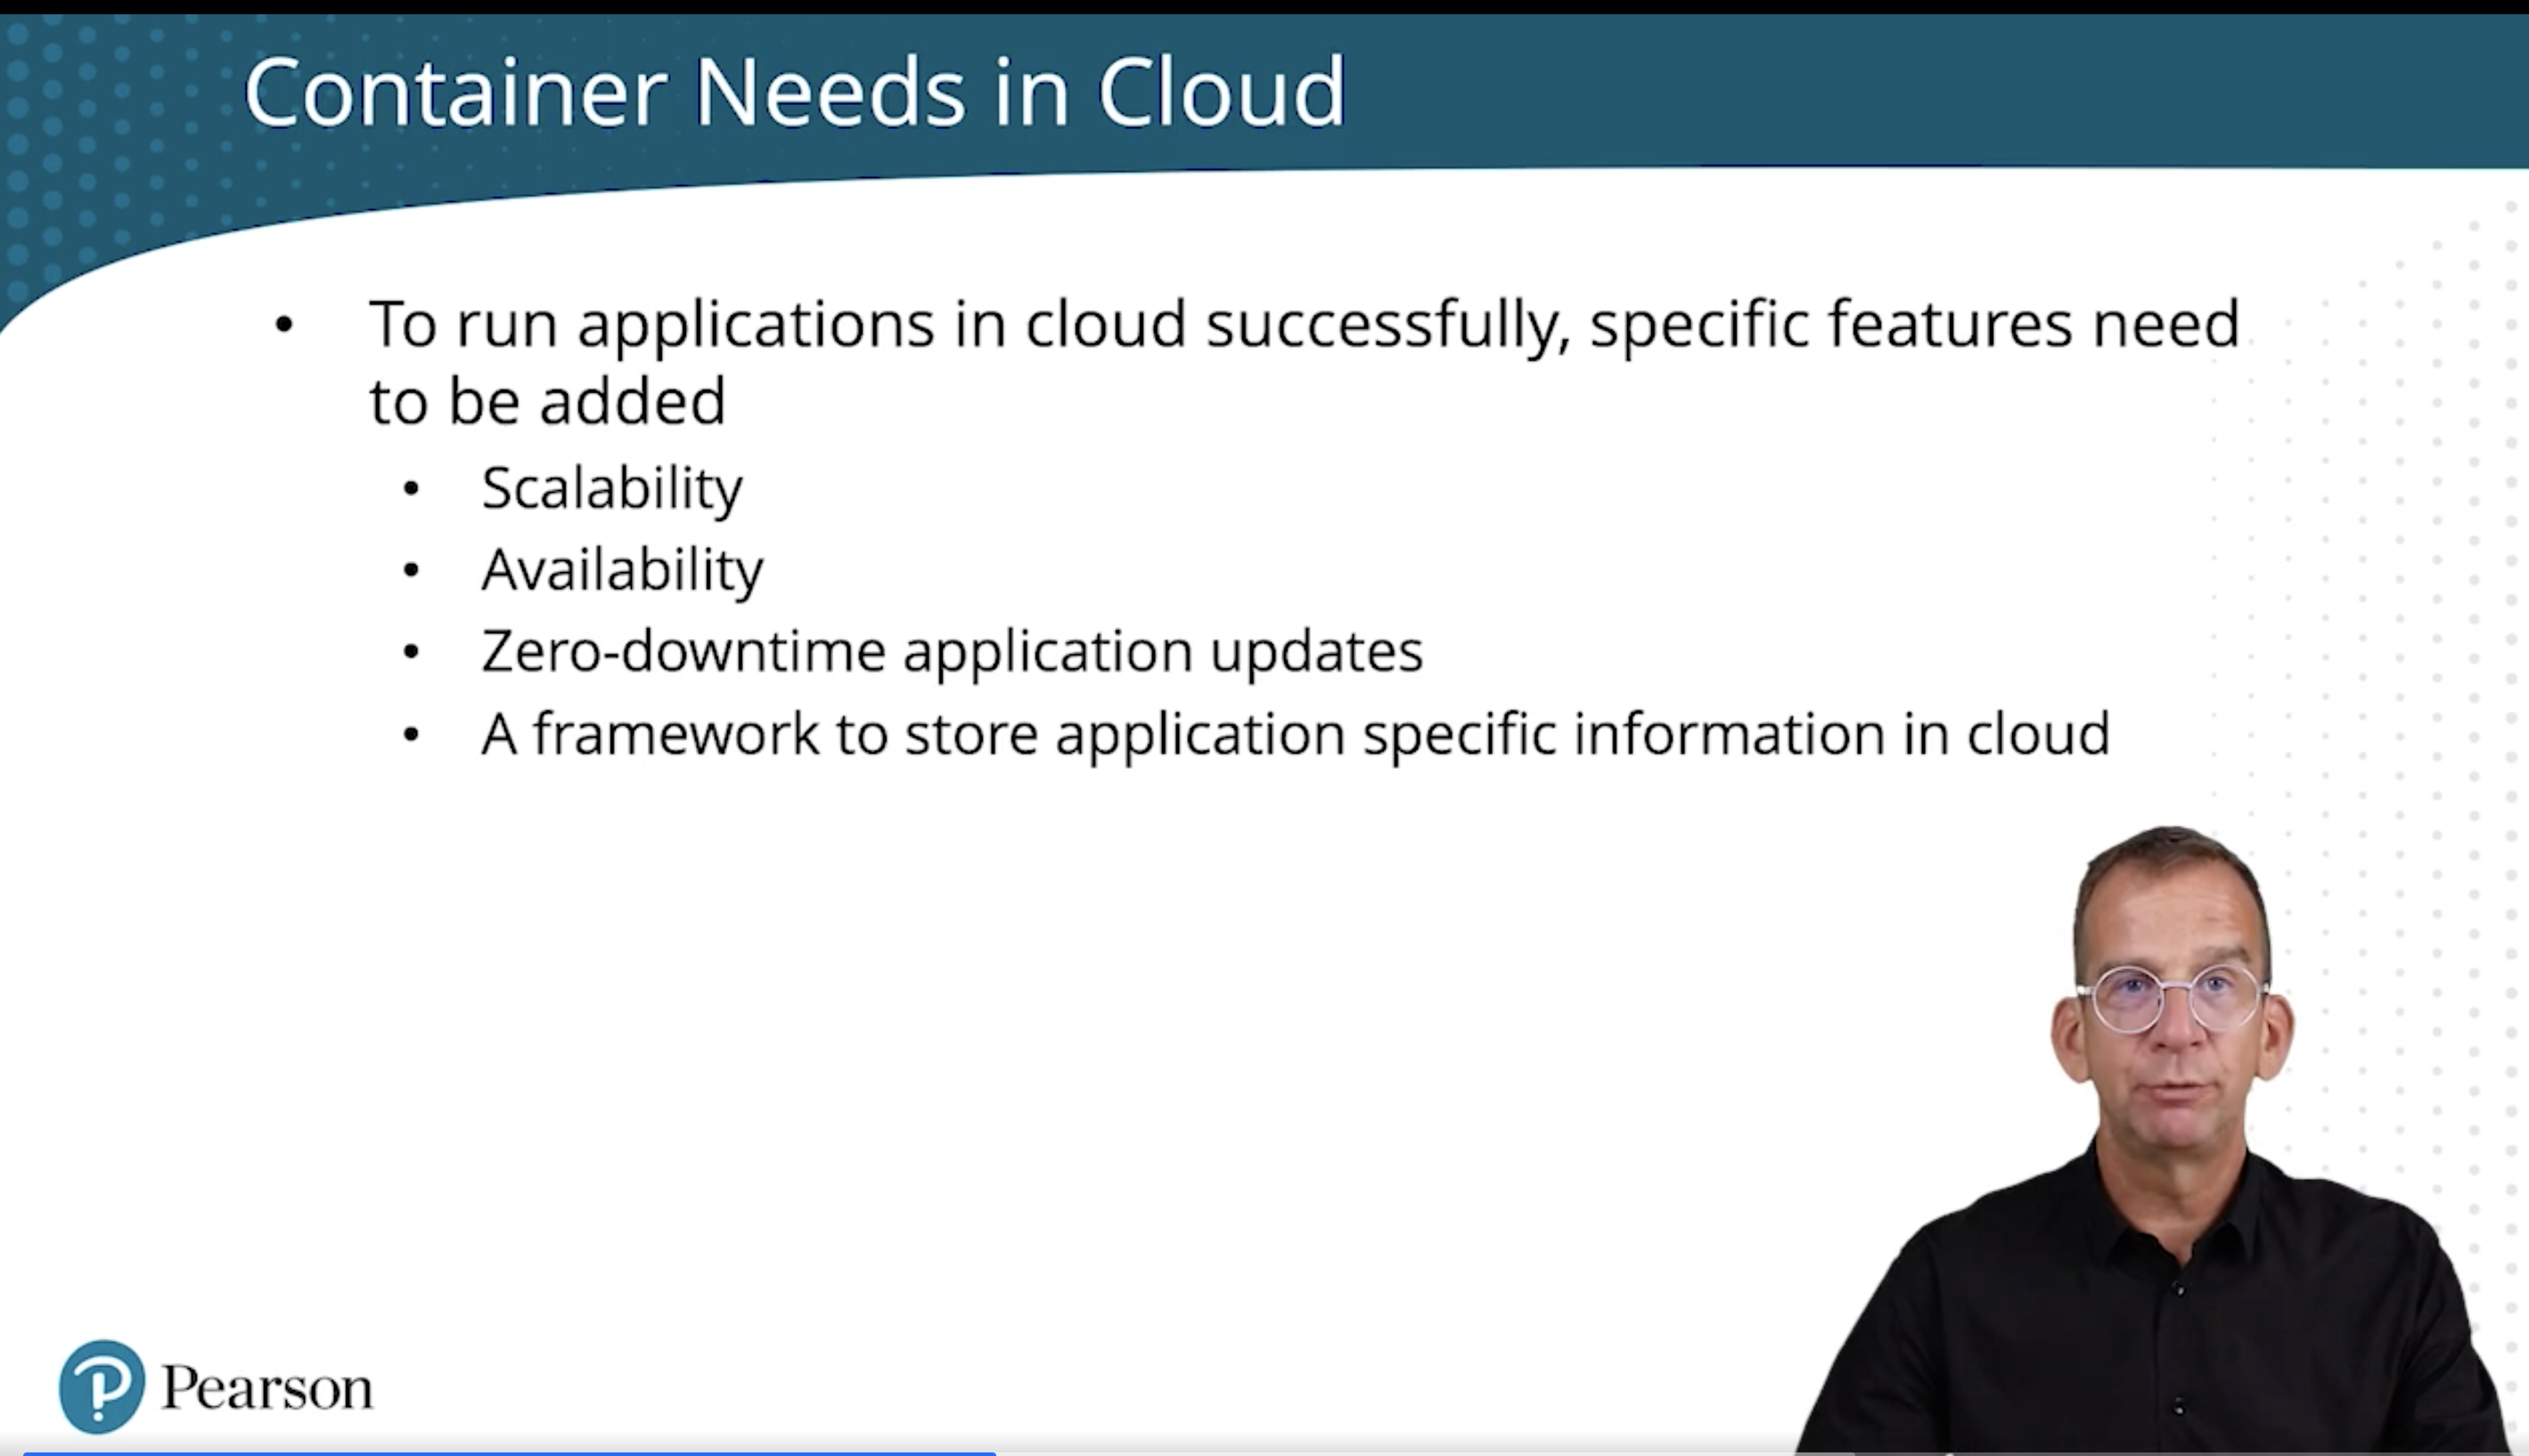 Container Needs in Cloud
• To run applications in cloud successfully, specific features need
to be added
• Scalability
• Availability
• Zero-downtime application updates
• A framework to store application specific information in cloud
Pearson